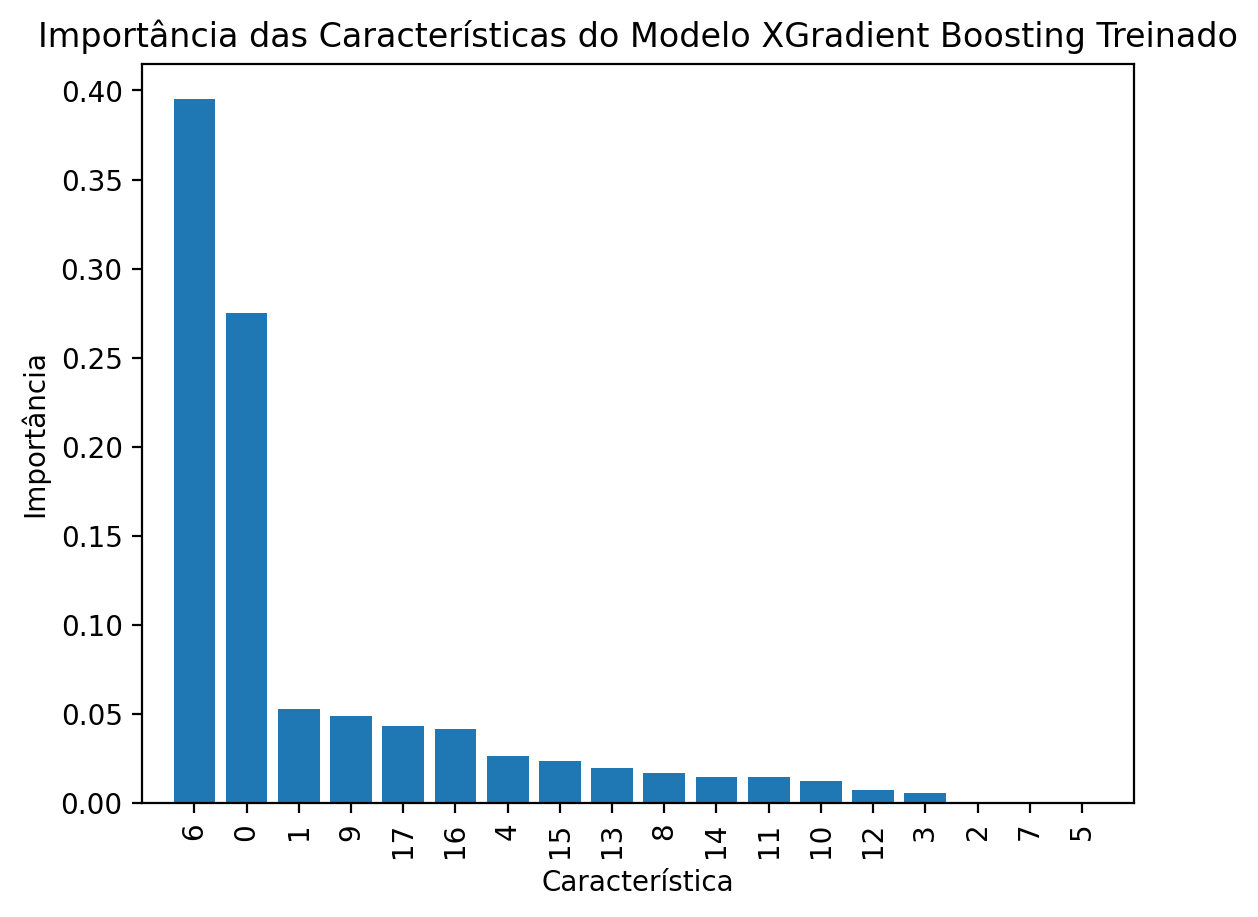 Importância das Características do Modelo XGradient Boosting Treinado
0.40
0.35
0.30
0.25
0.20
0.15
0.10
0.05
0.00
Importância
6 0 1 9 17 16 4 15 13 8 14 11 10 12 3 2 7 5
Característica